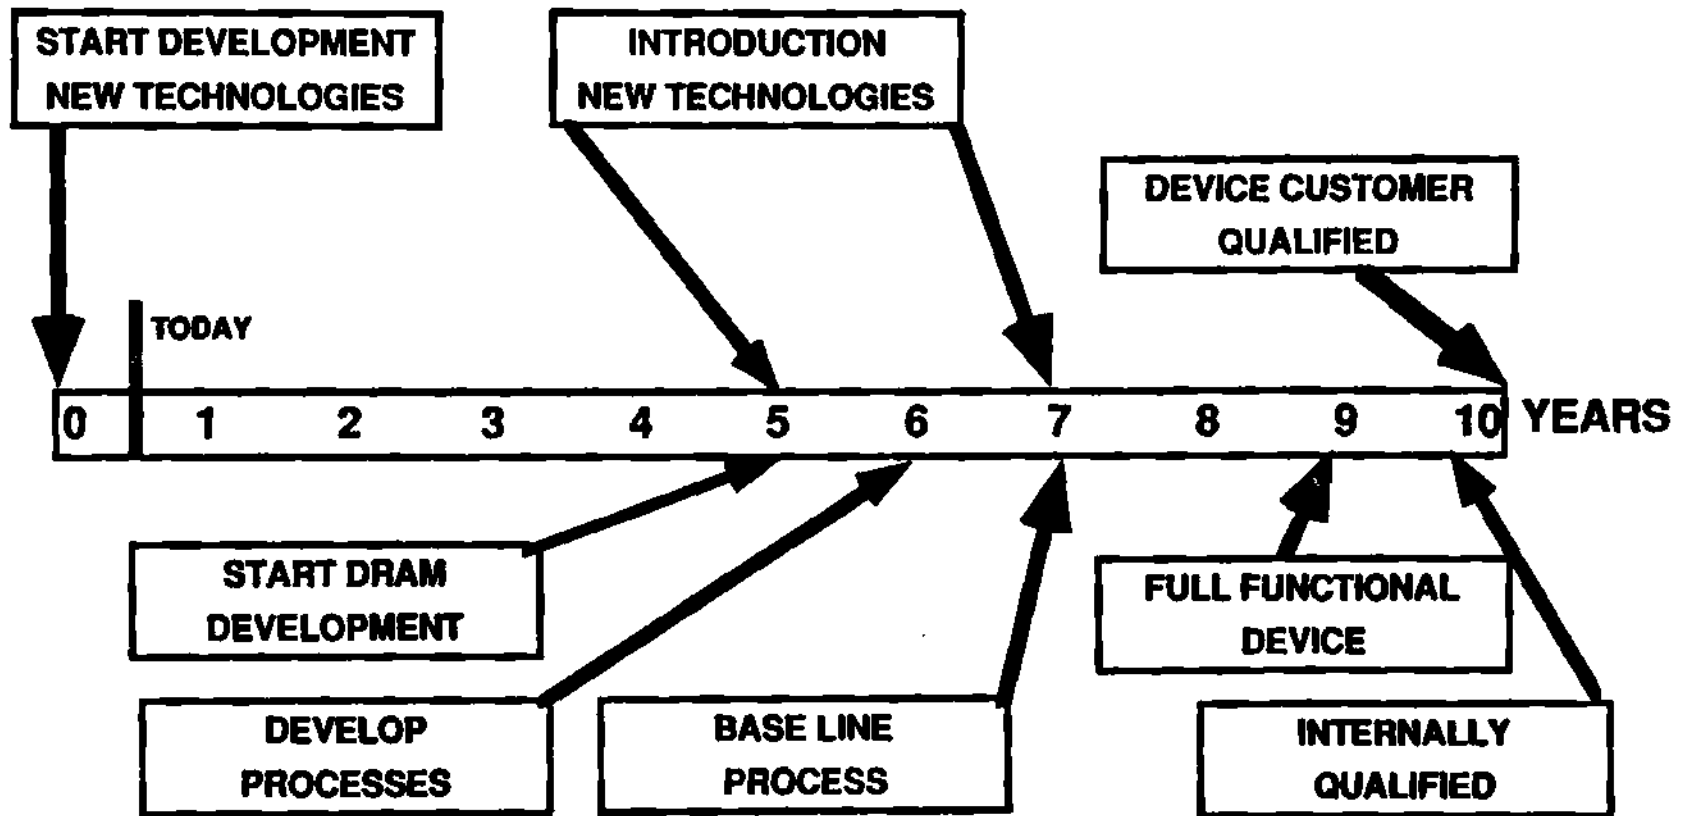 START DEVELOPMENT
NEW TECHNOLOGIES
INTRODUCTION
NEW TECHNOLOGIES
DEVICE CUSTOMER
QUALIFIED
TODAY
0 1 2 3 4 5 6 7 8 9 10 YEARS
START DRAM
DEVELOPMENT
FULL FUNCTIONAL
DEVICE
DEVELOP
PROCESSES
BASE LINE
PROCESS
INTERNALLY
QUALIFIED